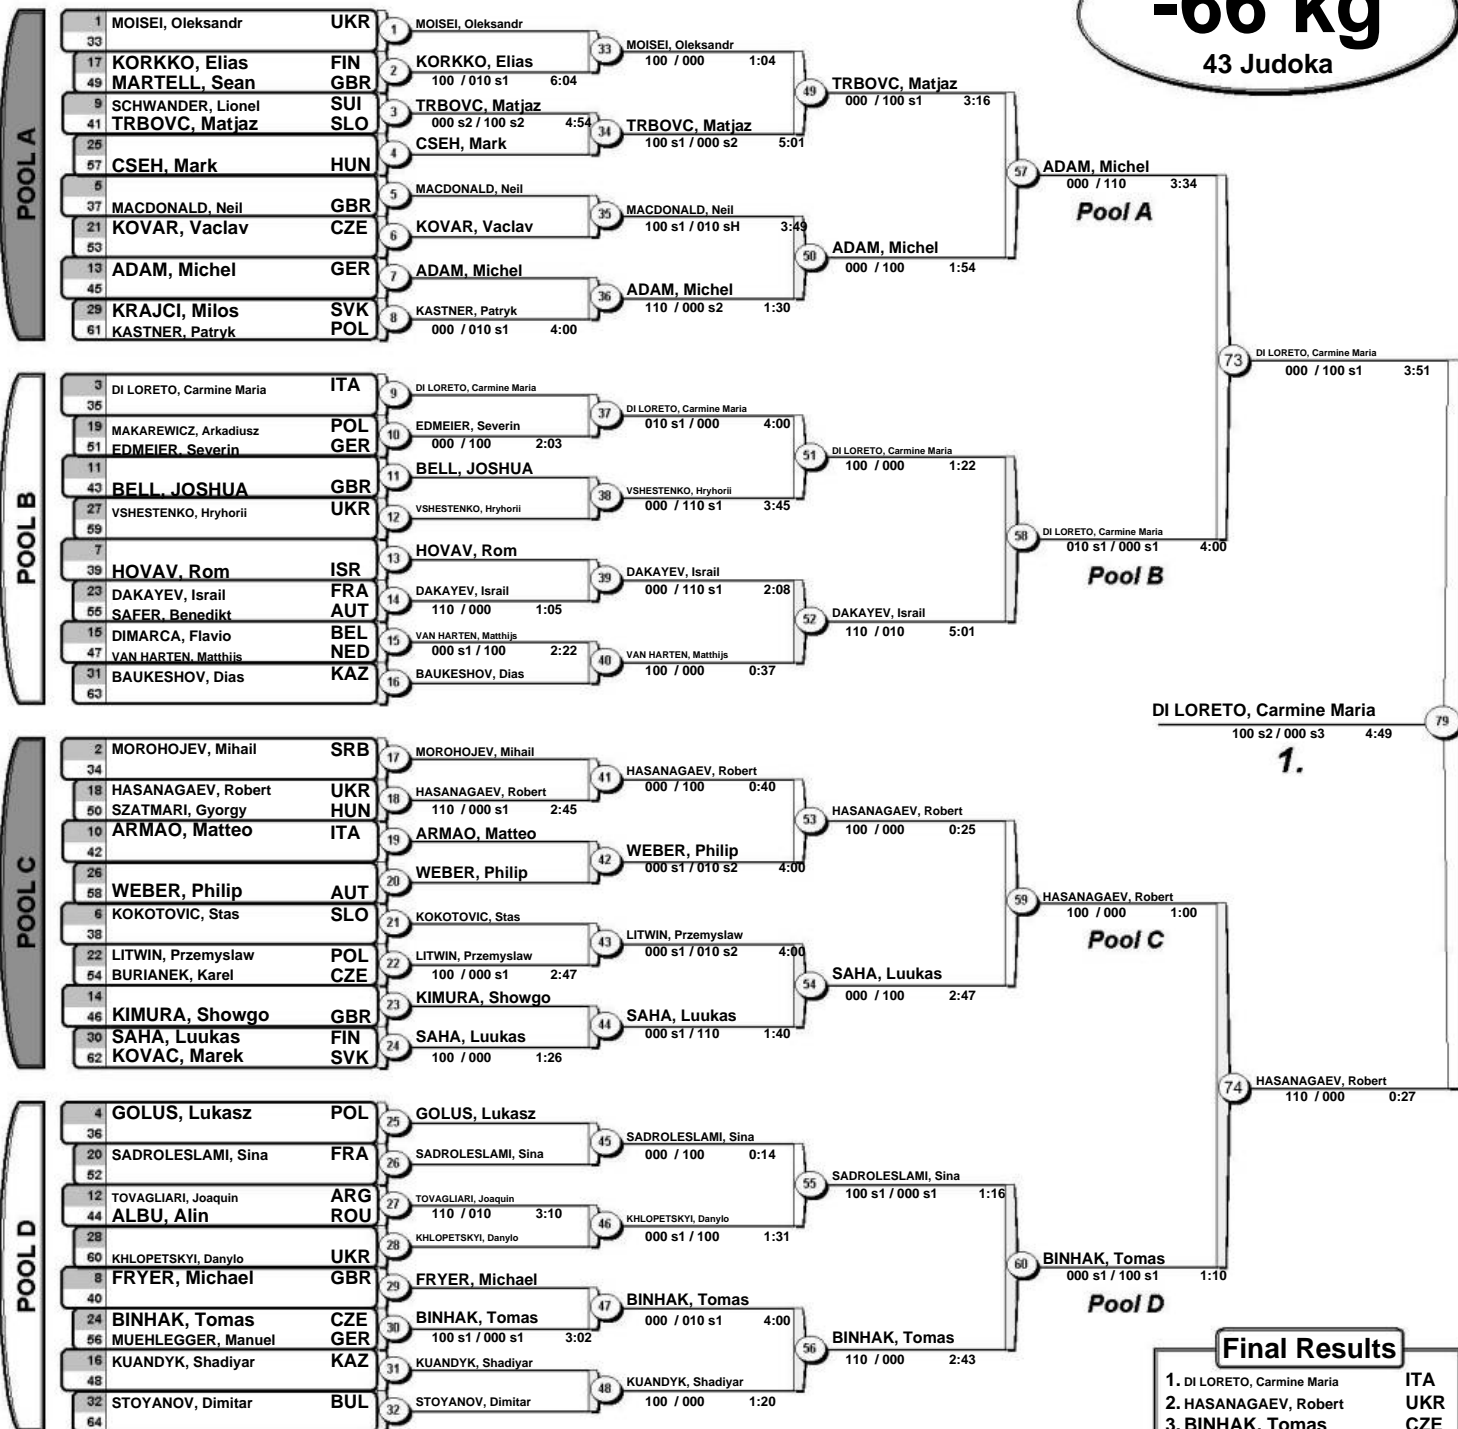 -66 kg
43 Judoka
POOL A
1 MOISEI, Oleksandr UKR
33
17 KORKKO, Elias FIN
49 MARTELL, Sean GBR
9 SCHWANDER, Lionel SUI
41 TRBOVC, Matjaz SLO
25
57 CSEH, Mark HUN
5
37 MACDONALD, Neil GBR
21 KOVAR, Vaclav CZE
53
13 ADAM, Michel GER
45
29 KRAJCI, Milos SVK
61 KASTNER, Patryk POL
1 MOISEI, Oleksandr
2 KORKKO, Elias
100 / 010 s1 6:04
3 TRBOVC, Matjaz
000 s2 / 100 s2 4:54
4 CSEH, Mark
5 MACDONALD, Neil
6 KOVAR, Vaclav
7 ADAM, Michel
8 KASTNER, Patryk
000 / 010 s1 4:00
33 MOISEI, Oleksandr
100 / 000 1:04
34 TRBOVC, Matjaz
100 s1 / 000 s2 5:01
35 MACDONALD, Neil
100 s1 / 010 sH 3:49
36 ADAM, Michel
110 / 000 s2 1:30
49 TRBOVC, Matjaz
000 / 100 s1 3:16
50 ADAM, Michel
000 / 100 1:54
57 ADAM, Michel
000 / 110 3:34
Pool A
POOL B
3 DI LORETO, Carmine Maria ITA
35
19 MAKAREWICZ, Arkadiusz POL
51 EDMEIER, Severin GER
11
43 BELL, JOSHUA GBR
27 VSHESTENKO, Hryhorii UKR
59
7
39 HOVAV, Rom ISR
23 DAKAYEV, Israil FRA
55 SAFER, Benedikt AUT
15 DIMARCA, Flavio BEL
47 VAN HARTEN, Matthijs NED
31 BAUKESHOV, Dias KAZ
63
9 DI LORETO, Carmine Maria
10 EDMEIER, Severin
000 / 100 2:03
11 BELL, JOSHUA
12 VSHESTENKO, Hryhorii
13 HOVAV, Rom
14 DAKAYEV, Israil
110 / 000 1:05
15 VAN HARTEN, Matthijs
000 s1 / 100 2:22
16 BAUKESHOV, Dias
37 DI LORETO, Carmine Maria
010 s1 / 000 4:00
38 VSHESTENKO, Hryhorii
000 / 110 s1 3:45
39 DAKAYEV, Israil
000 / 110 s1 2:08
40 VAN HARTEN, Matthijs
100 / 000 0:37
51 DI LORETO, Carmine Maria
100 / 000 1:22
52 DAKAYEV, Israil
110 / 010 5:01
58 DI LORETO, Carmine Maria
010 s1 / 000 s1 4:00
Pool B
73 DI LORETO, Carmine Maria
000 / 100 s1 3:51
DI LORETO, Carmine Maria 79
100 s2 / 000 s3 4:49
1.
POOL C
2 MOROHOJEV, Mihail SRB
34
18 HASANAGAEV, Robert UKR
50 SZATMARI, Gyorgy HUN
10 ARMAO, Matteo ITA
42
26
58 WEBER, Philip AUT
6 KOKOTOVIC, Stas SLO
38
22 LITWIN, Przemyslaw POL
54 BURIANEK, Karel CZE
14
46 KIMURA, Showgo GBR
30 SAHA, Luukas FIN
62 KOVAC, Marek SVK
17 MOROHOJEV, Mihail
18 HASANAGAEV, Robert
110 / 000 s1 2:45
19 ARMAO, Matteo
20 WEBER, Philip
21 KOKOTOVIC, Stas
22 LITWIN, Przemyslaw
100 / 000 s1 2:47
23 KIMURA, Showgo
24 SAHA, Luukas
100 / 000 1:26
41 HASANAGAEV, Robert
000 / 100 0:40
42 WEBER, Philip
000 s1 / 010 s2 4:00
43 LITWIN, Przemyslaw
000 s1 / 010 s2 4:00
44 SAHA, Luukas
000 s1 / 110 1:40
53 HASANAGAEV, Robert
100 / 000 0:25
54 SAHA, Luukas
000 / 100 2:47
59 HASANAGAEV, Robert
100 / 000 1:00
Pool C
74 HASANAGAEV, Robert
110 / 000 0:27
POOL D
4 GOLUS, Lukasz POL
36
20 SADROLESLAMI, Sina FRA
52
12 TOVAGLIARI, Joaquin ARG
44 ALBU, Alin ROU
28
60 KHLOPETSKYI, Danylo UKR
8 FRYER, Michael GBR
40
24 BINHAK, Tomas CZE
56 MUEHLEGGER, Manuel GER
16 KUANDYK, Shadiyar KAZ
48
32 STOYANOV, Dimitar BUL
64
25 GOLUS, Lukasz
26 SADROLESLAMI, Sina
27 TOVAGLIARI, Joaquin
110 / 010 3:10
28 KHLOPETSKYI, Danylo
29 FRYER, Michael
30 BINHAK, Tomas
100 s1 / 000 s1 3:02
31 KUANDYK, Shadiyar
32 STOYANOV, Dimitar
45 SADROLESLAMI, Sina
000 / 100 0:14
46 KHLOPETSKYI, Danylo
000 s1 / 100 1:31
47 BINHAK, Tomas
000 / 010 s1 4:00
48 KUANDYK, Shadiyar
100 / 000 1:20
55 SADROLESLAMI, Sina
100 s1 / 000 s1 1:16
56 BINHAK, Tomas
110 / 000 2:43
60 BINHAK, Tomas
000 s1 / 100 s1 1:10
Pool D
Final Results
1. DI LORETO, Carmine Maria ITA
2. HASANAGAEV, Robert UKR
3. BINHAK, Tomas CZE